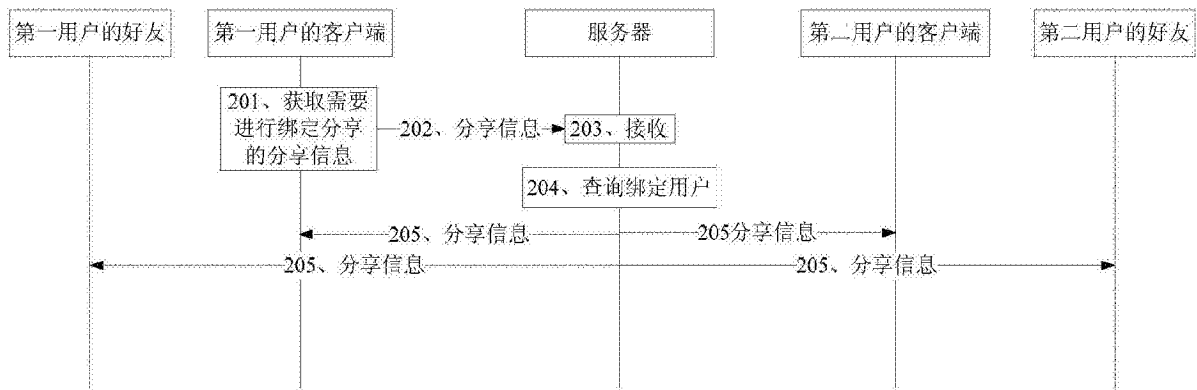 第一用户的好友
第一用户的客户端
服务器
第二用户的客户端
第二用户的好友
201、获取需要
进行绑定分享
的分享信息
202、分享信息
203、接收
204、查询绑定用户
205、分享信息
205分享信息
205、分享信息
205、分享信息